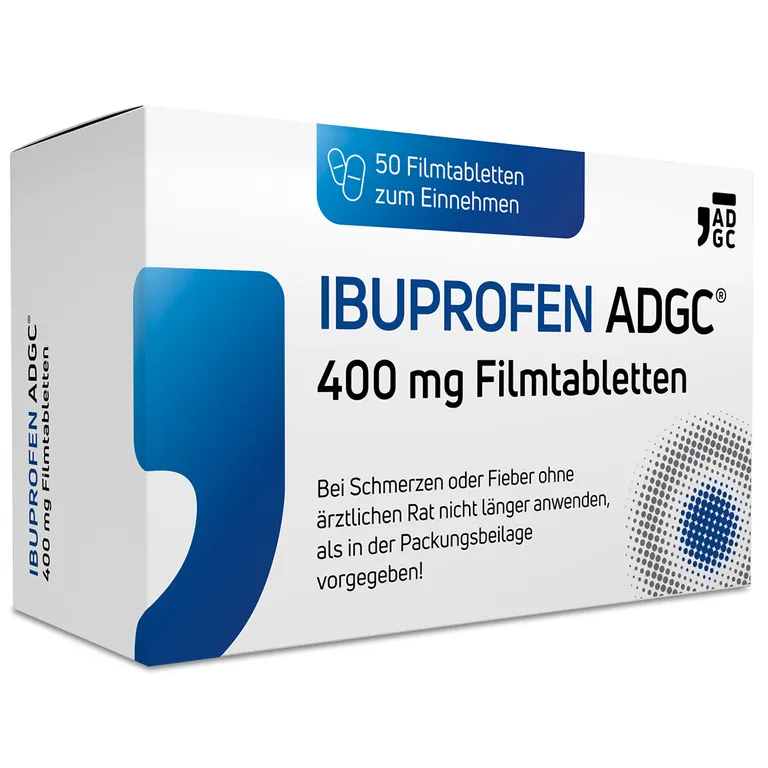 50 Filmtabletten
zum Einnehmen
AD
GC
IBUPROFEN ADGC®
400 mg Filmtabletten
Bei Schmerzen oder Fieber ohne
ärztlichen Rat nicht länger anwenden,
als in der Packungsbeilage
vorgegeben!
IBUPROFEN ADGC®
400 mg Filmtabletten